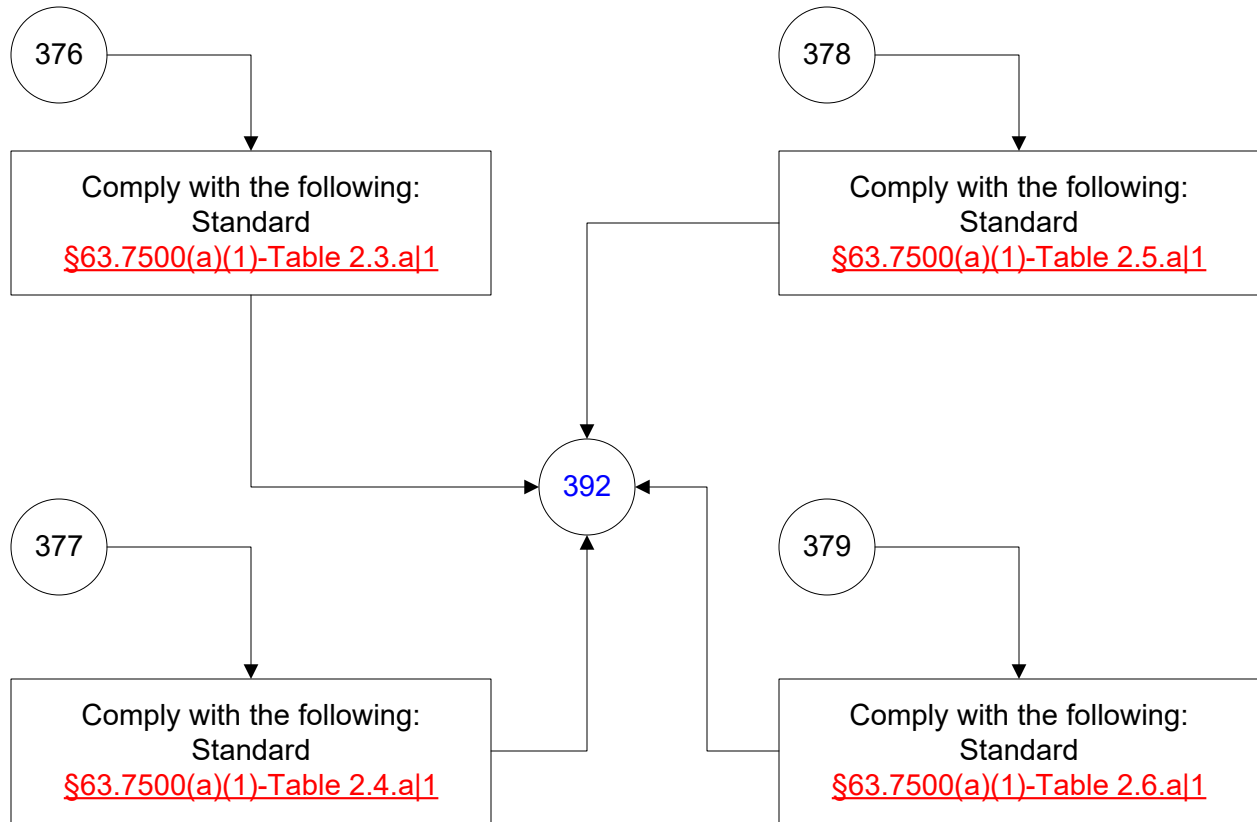 376
378
Comply with the following:
Standard
§63.7500(a)(1)-Table 2.3.a|1
Comply with the following:
Standard
§63.7500(a)(1)-Table 2.5.a|1
392
377
379
Comply with the following:
Standard
§63.7500(a)(1)-Table 2.4.a|1
Comply with the following:
Standard
§63.7500(a)(1)-Table 2.6.a|1